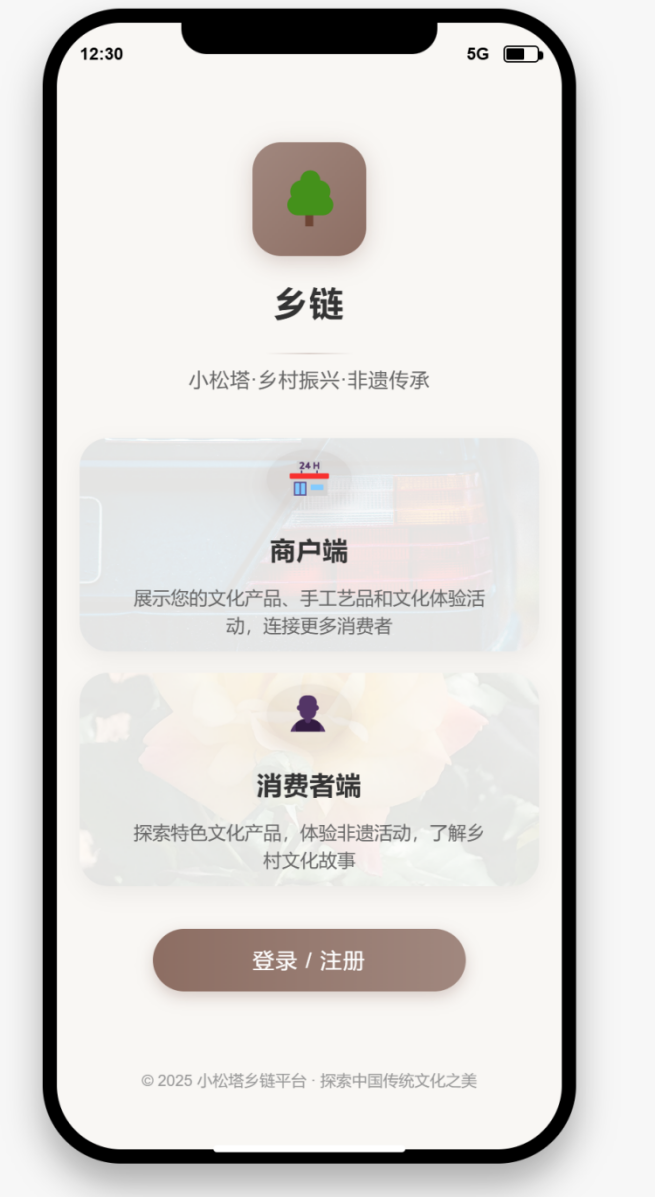 12:30 5G
乡链
小松塔·乡村振兴·非遗传承
24 H
商户端
展示您的文化产品、手工艺品和文化体验活
动，连接更多消费者
消费者端
探索特色文化产品，体验非遗活动，了解乡
村文化故事
登录 / 注册
© 2025 小松塔乡链平台 · 探索中国传统文化之美